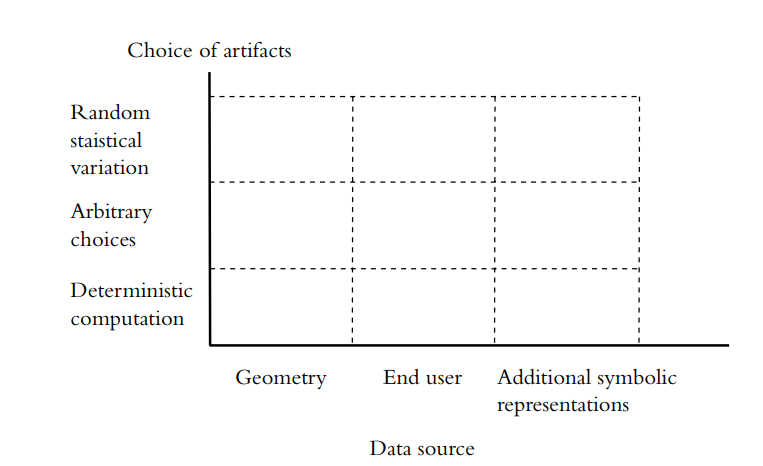 Choice of artifacts
Random
staistical
variation
Arbitrary
choices
Deterministic
computation
Geometry
End user
Additional symbolic
representations
Data source